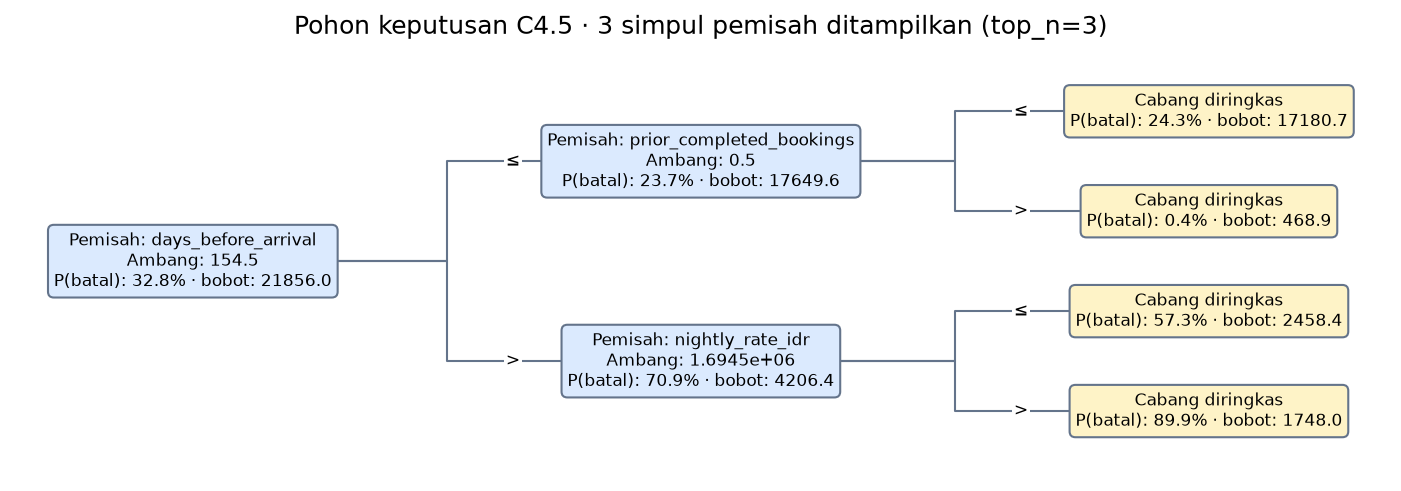 Pohon keputusan C4.5 · 3 simpul pemisah ditampilkan (top_n=3)
Pemisah: days_before_arrival
Ambang: 154.5
P(batal): 32.8% · bobot: 21856.0
≤
Pemisah: prior_completed_bookings
Ambang: 0.5
P(batal): 23.7% · bobot: 17649.6
≤
Cabang diringkas
P(batal): 24.3% · bobot: 17180.7
>
Cabang diringkas
P(batal): 0.4% · bobot: 468.9
>
Pemisah: nightly_rate_idr
Ambang: 1.6945e+06
P(batal): 70.9% · bobot: 4206.4
≤
Cabang diringkas
P(batal): 57.3% · bobot: 2458.4
>
Cabang diringkas
P(batal): 89.9% · bobot: 1748.0